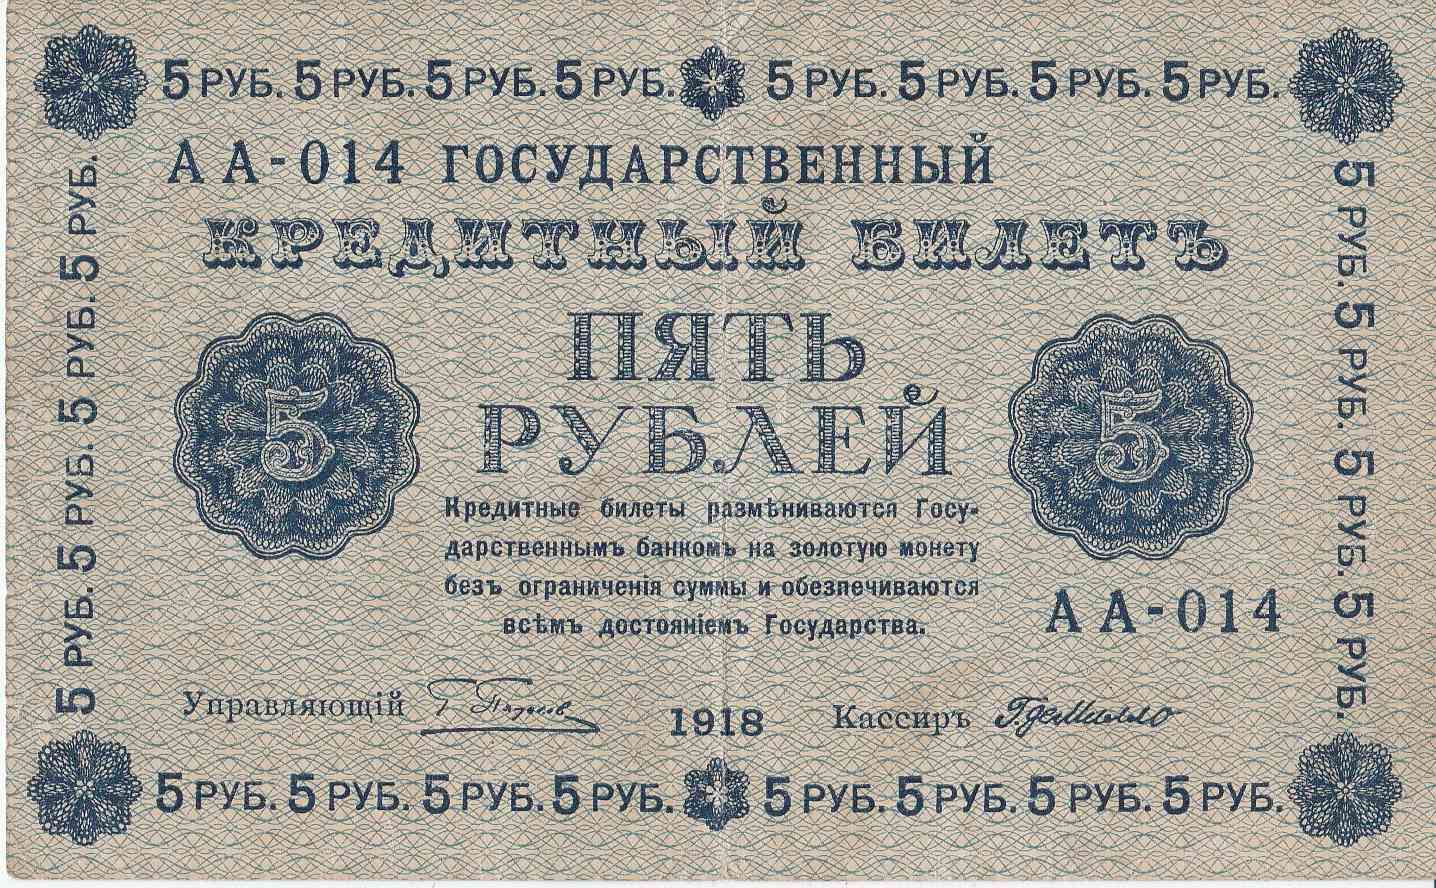 5 РУБ. 5 РУБ. 5 РУБ. 5 РУБ. 5 РУБ. 5 РУБ. 5 РУБ. 5 РУБ.
АА-014 ГОСУДАРСТВЕННЫЙ
КРЕДИТНЫЙ БИЛЕТЪ
ПЯТЬ
РУБЛЕЙ
5
5
Кредитные билеты размѣниваются Госу-
дарственнымъ банкомъ на золотую монету
безъ ограниченія суммы и обезпечиваются
всѣмъ достояніемъ Государства.
АА-014
Управляющій Г. Пятаков 1918 Кассиръ Г. де Милло
5 РУБ. 5 РУБ. 5 РУБ. 5 РУБ. 5 РУБ. 5 РУБ. 5 РУБ. 5 РУБ.
5 РУБ. 5 РУБ. 5 РУБ. 5 РУБ.
5 РУБ. 5 РУБ. 5 РУБ. 5 РУБ.